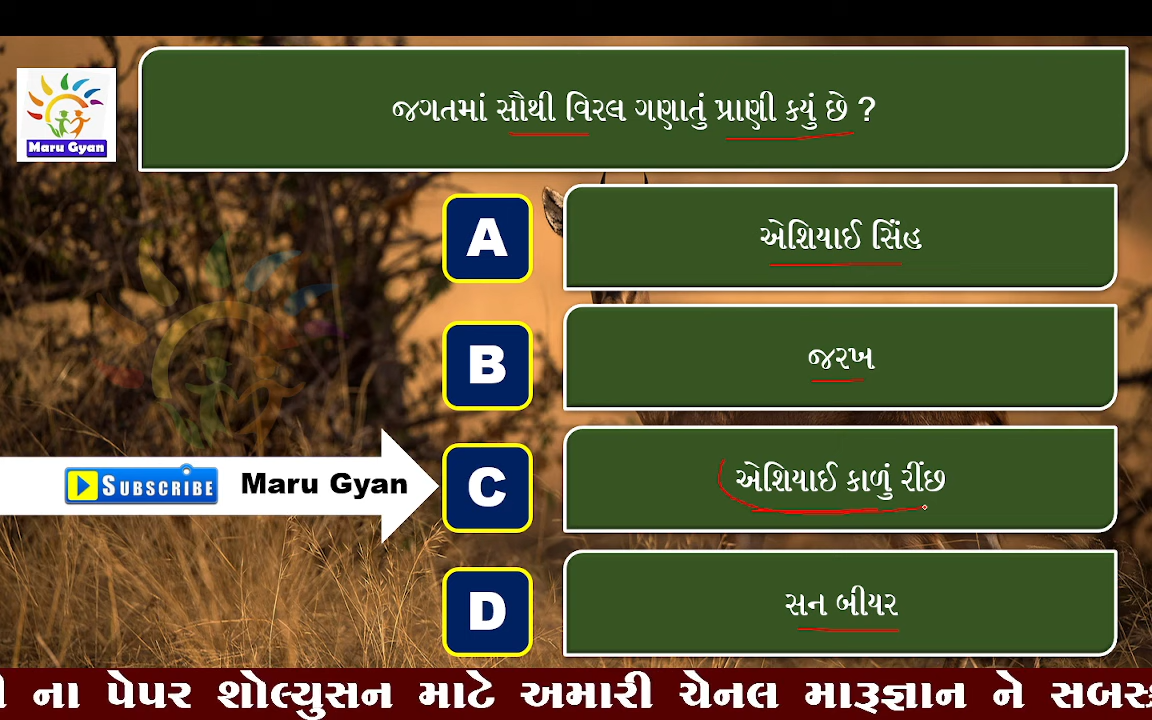 જગતમાં સૌથી વિરલ ગણાતું પ્રાણી કયું છે ?
Maru Gyan
A
એશિયાઈ સિંહ
B
જરખ
SUBSCRIBE
Maru Gyan
C
એશિયાઈ કાળું રીંછ
D
સન બીયર
ના પેપર શોલ્યુસન માટે અમારી ચેનલ મારૂજ્ઞાન ને